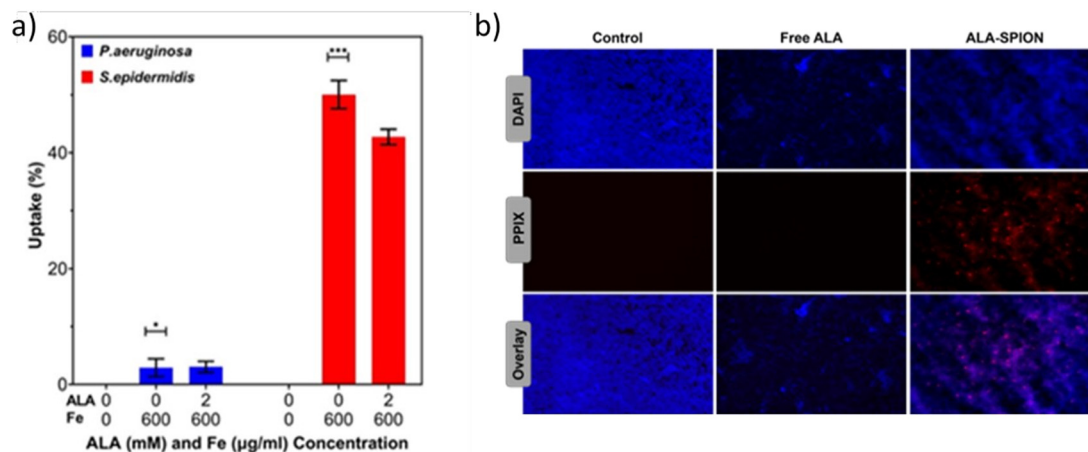 a)
60
40
20
0
Uptake (%)
P.aeruginosa
S.epidermidis
*
***
ALA 0 0 2 0 0 2
Fe 0 600 600 0 600 600
ALA (mM) and Fe (µg/ml) Concentration
b)
Control Free ALA ALA-SPION
DAPI
PPIX
Overlay